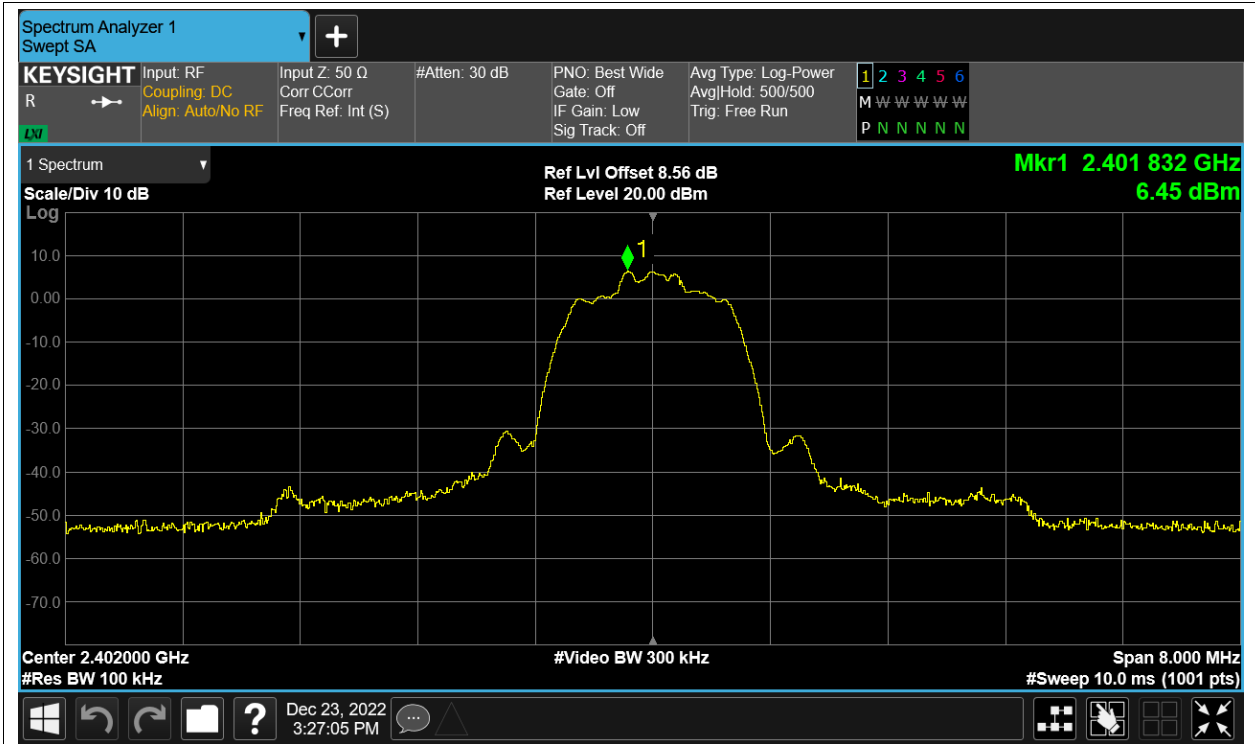 Spectrum Analyzer 1
Swept SA
KEYSIGHT
R
LXI
Input: RF
Coupling: DC
Align: Auto/No RF
Input Z: 50 Ω
Corr CCorr
Freq Ref: Int (S)
#Atten: 30 dB
PNO: Best Wide
Gate: Off
IF Gain: Low
Sig Track: Off
Avg Type: Log-Power
Avg|Hold: 500/500
Trig: Free Run
1 2 3 4 5 6
M W W W W W
P N N N N N
1 Spectrum
Scale/Div 10 dB
Log
Ref Lvl Offset 8.56 dB
Ref Level 20.00 dBm
Mkr1 2.401 832 GHz
6.45 dBm
1
10.0
0.00
-10.0
-20.0
-30.0
-40.0
-50.0
-60.0
-70.0
Center 2.402000 GHz
#Res BW 100 kHz
#Video BW 300 kHz
Span 8.000 MHz
#Sweep 10.0 ms (1001 pts)
?
Dec 23, 2022
3:27:05 PM